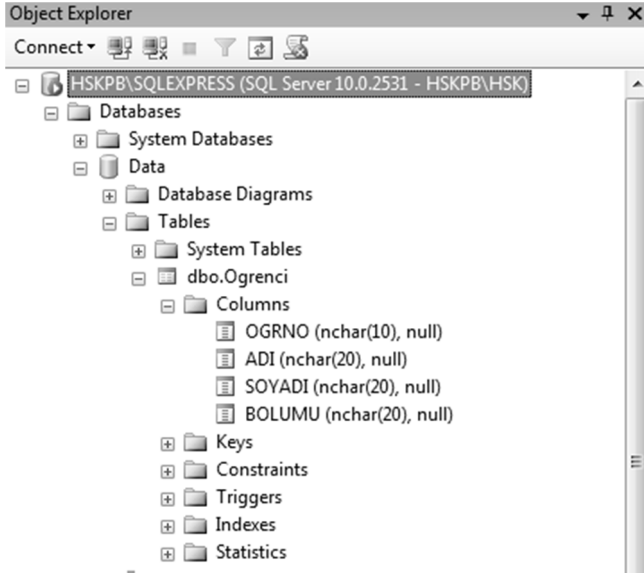 Object Explorer
Connect
HSKPB\SQLEXPRESS (SQL Server 10.0.2531 - HSKPB\HSK)
Databases
System Databases
Data
Database Diagrams
Tables
System Tables
dbo.Ogrenci
Columns
OGRNO (nchar(10), null)
ADI (nchar(20), null)
SOYADI (nchar(20), null)
BOLUMU (nchar(20), null)
Keys
Constraints
Triggers
Indexes
Statistics